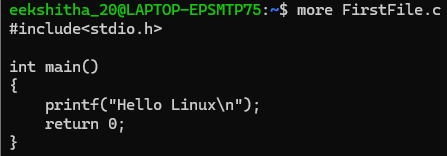 eekshitha_20@LAPTOP-EPSMTP75:~$ more FirstFile.c
#include<stdio.h>

int main()
{
    printf("Hello Linux\n");
    return 0;
}